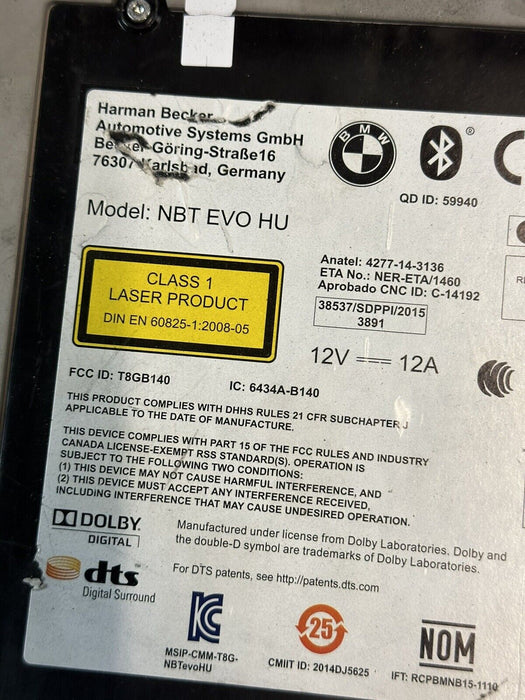 Harman Becker
Automotive Systems GmbH
Becker-Göring-Straße16
76307 Karlsbad, Germany
BMW
®
QD ID: 59940
Model: NBT EVO HU
CLASS 1
LASER PRODUCT
DIN EN 60825-1:2008-05
Anatel: 4277-14-3136
ETA No.: NER-ETA/1460
Aprobado CNC ID: C-14192
38537/SDPPI/2015
3891
12V 12A
FCC ID: T8GB140
IC: 6434A-B140
THIS PRODUCT COMPLIES WITH DHHS RULES 21 CFR SUBCHAPTER J
APPLICABLE TO THE DATE OF MANUFACTURE.
THIS DEVICE COMPLIES WITH PART 15 OF THE FCC RULES AND INDUSTRY
CANADA LICENSE-EXEMPT RSS STANDARD(S). OPERATION IS
SUBJECT TO THE FOLLOWING TWO CONDITIONS:
(1) THIS DEVICE MAY NOT CAUSE HARMFUL INTERFERENCE, AND
(2) THIS DEVICE MUST ACCEPT ANY INTERFERENCE RECEIVED,
INCLUDING INTERFERENCE THAT MAY CAUSE UNDESIRED OPERATION.
DOLBY
DIGITAL
Manufactured under license from Dolby Laboratories. Dolby and
the double-D symbol are trademarks of Dolby Laboratories.
dts
Digital Surround
For DTS patents, see http://patents.dts.com
MSIP-CMM-T8G-
NBTevoHU
25
CMIIT ID: 2014DJ5625
NOM
IFT: RCPBMNB15-1110